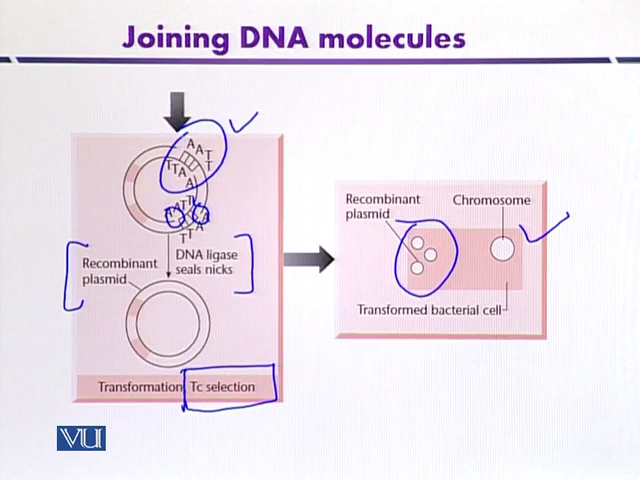 Joining DNA molecules
A
A
T
T
T T A
A
A A T T
T T A A
DNA ligase
seals nicks
Recombinant
plasmid
Transformation Tc selection
Recombinant
plasmid
Chromosome
Transformed bacterial cell
VU